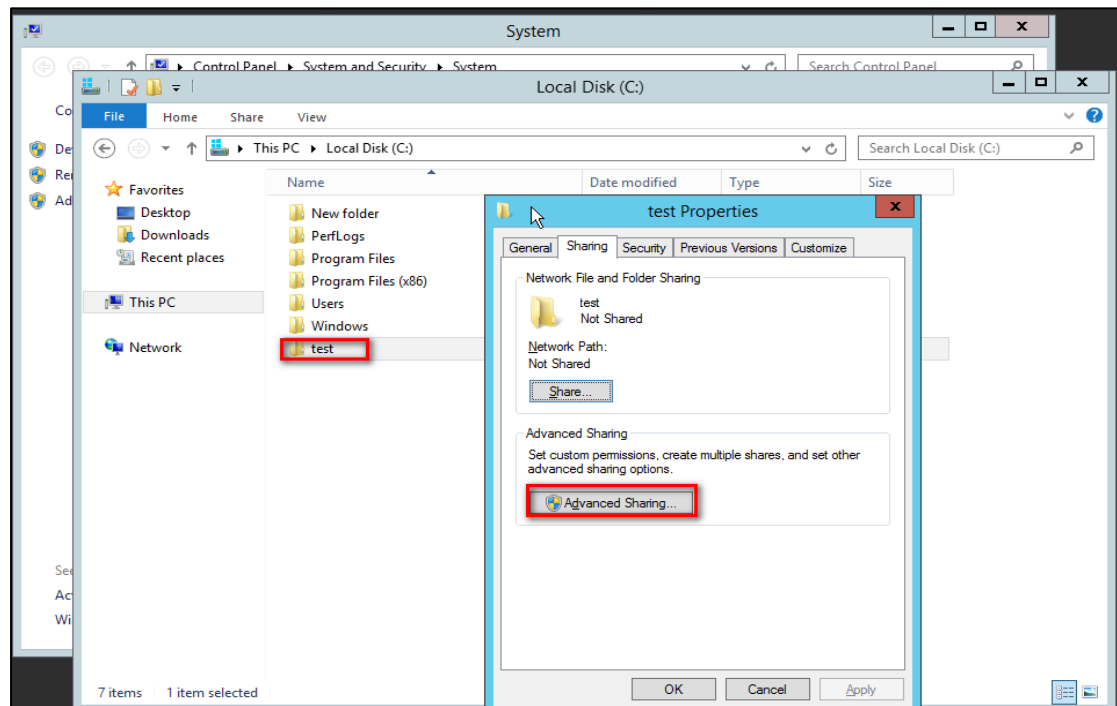 System
Control Panel System and Security System
Search Control Panel
Local Disk (C:)
File Home Share View
This PC Local Disk (C:)
Search Local Disk (C:)
Name Date modified Type Size
Favorites
Desktop
Downloads
Recent places
This PC
Network
New folder
PerfLogs
Program Files
Program Files (x86)
Users
Windows
test
test Properties
General Sharing Security Previous Versions Customize
Network File and Folder Sharing
test
Not Shared
Network Path:
Not Shared
Share...
Advanced Sharing
Set custom permissions, create multiple shares, and set other
advanced sharing options.
Advanced Sharing...
OK Cancel Apply
7 items 1 item selected